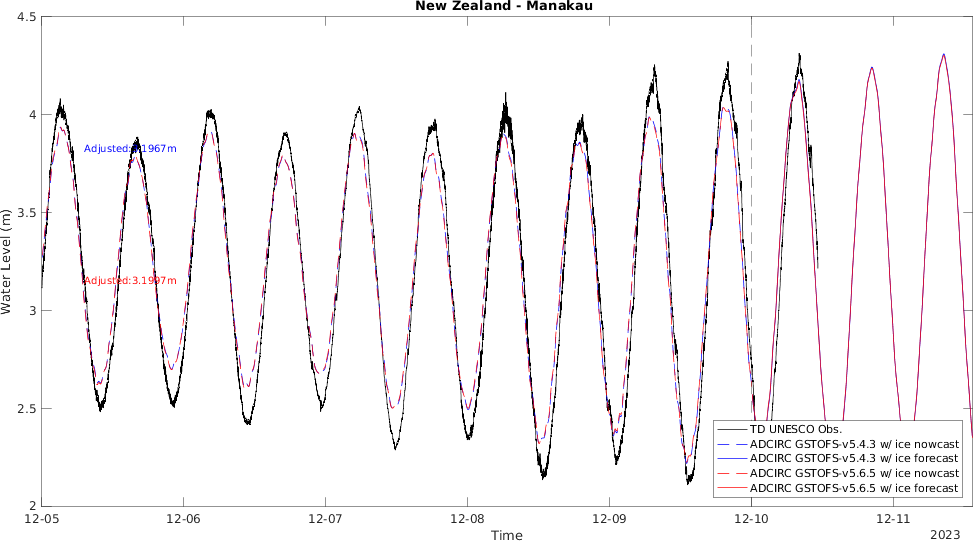 New Zealand - Manakau
4.5
4
3.5
3
2.5
2
Water Level (m)
Adjusted:3.1967m
Adjusted:3.1997m
TD UNESCO Obs.
ADCIRC GSTOFS-v5.4.3 w/ ice nowcast
ADCIRC GSTOFS-v5.4.3 w/ ice forecast
ADCIRC GSTOFS-v5.6.5 w/ ice nowcast
ADCIRC GSTOFS-v5.6.5 w/ ice forecast
12-05 12-06 12-07 12-08 12-09 12-10 12-11
Time
2023